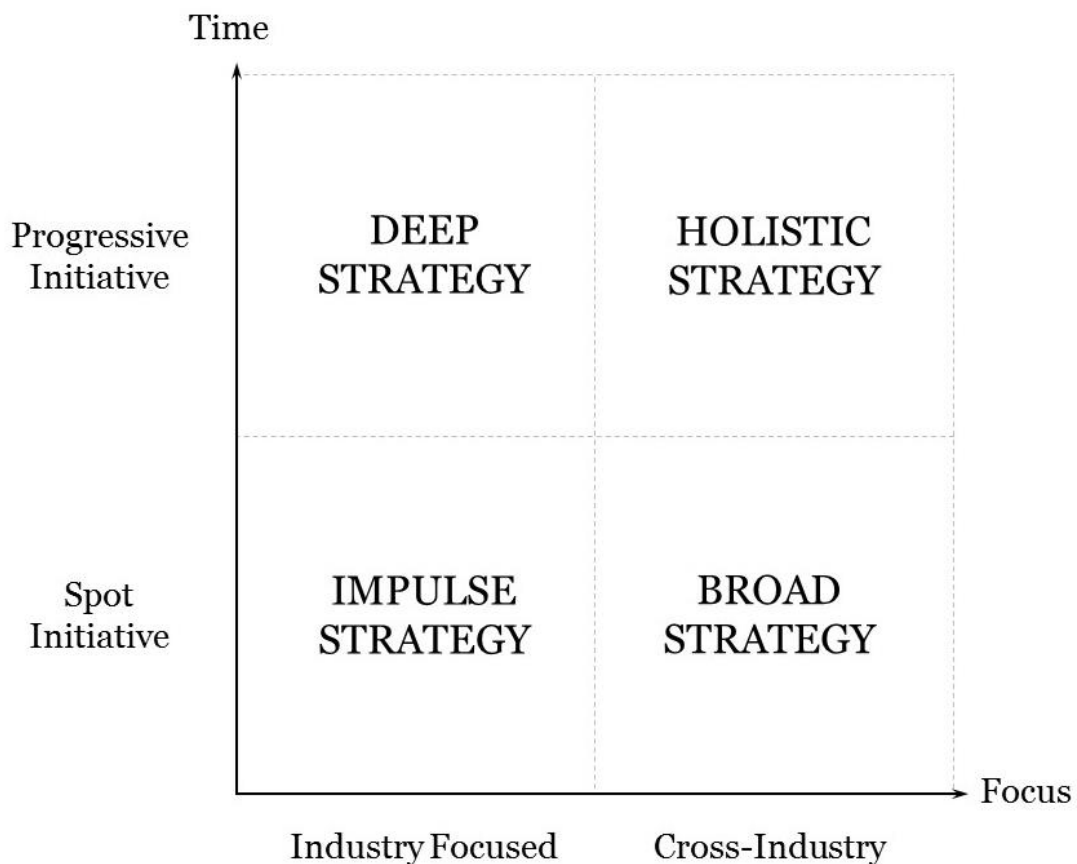 Time
Progressive
Initiative
DEEP
STRATEGY
HOLISTIC
STRATEGY
Spot
Initiative
IMPULSE
STRATEGY
BROAD
STRATEGY
Focus
Industry Focused
Cross-Industry